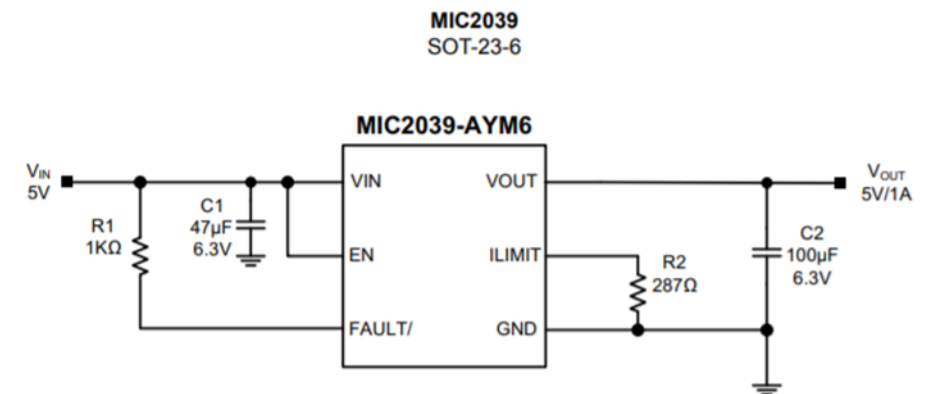 MIC2039
SOT-23-6
MIC2039-AYM6
VIN
5V
R1
1KΩ
C1
47µF
6.3V
VIN
EN
FAULT/
VOUT
ILIMIT
GND
R2
287Ω
VOUT
5V/1A
C2
100µF
6.3V